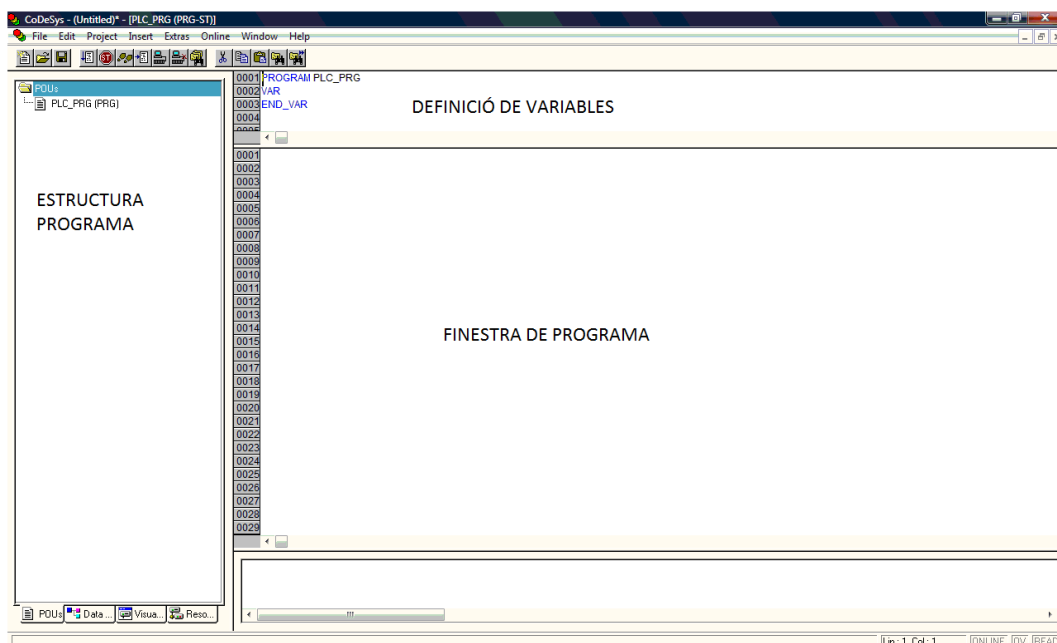 CoDeSys - (Untitled)* - [PLC_PRG (PRG-ST)]
File Edit Project Insert Extras Online Window Help
POUs
PLC_PRG (PRG)
ESTRUCTURA
PROGRAMA
0001 PROGRAM PLC_PRG
0002 VAR
0003 END_VAR
0004
0005
DEFINICIÓ DE VARIABLES
0001
0002
0003
0004
0005
0006
0007
0008
0009
0010
0011
0012
0013
0014
0015
0016
0017
0018
0019
0020
0021
0022
0023
0024
0025
0026
0027
0028
0029
FINESTRA DE PROGRAMA
POUs Data ... Visua... Reso...
Lin.: 1, Col.: 1 ONLINE OV READ